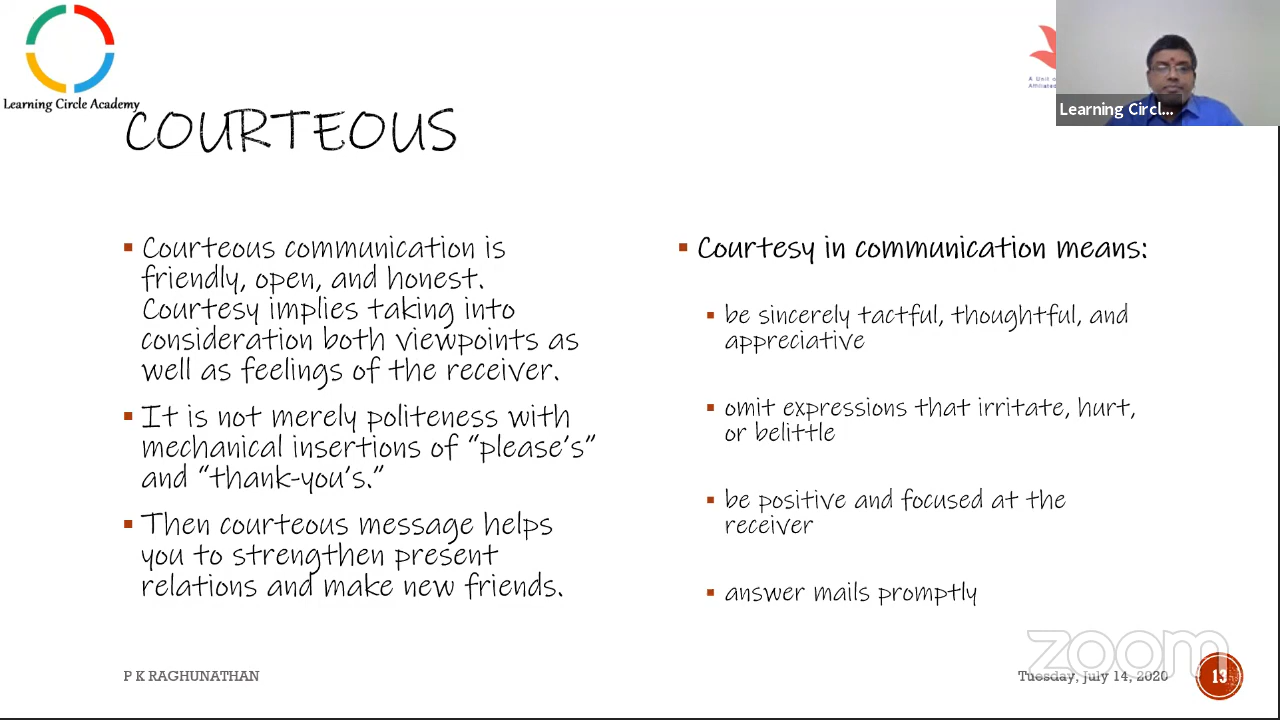 Learning Circle Academy
A Unit o
Affiliated
Learning Circl...
COURTEOUS
Courteous communication is
friendly, open, and honest.
Courtesy implies taking into
consideration both viewpoints as
well as feelings of the receiver.
It is not merely politeness with
mechanical insertions of “please’s”
and “thank-you’s.”
Then courteous message helps
you to strengthen present
relations and make new friends.
Courtesy in communication means:
be sincerely tactful, thoughtful, and
appreciative
omit expressions that irritate, hurt,
or belittle
be positive and focused at the
receiver
answer mails promptly
zoom
P K RAGHUNATHAN
Tuesday, July 14, 2020
13